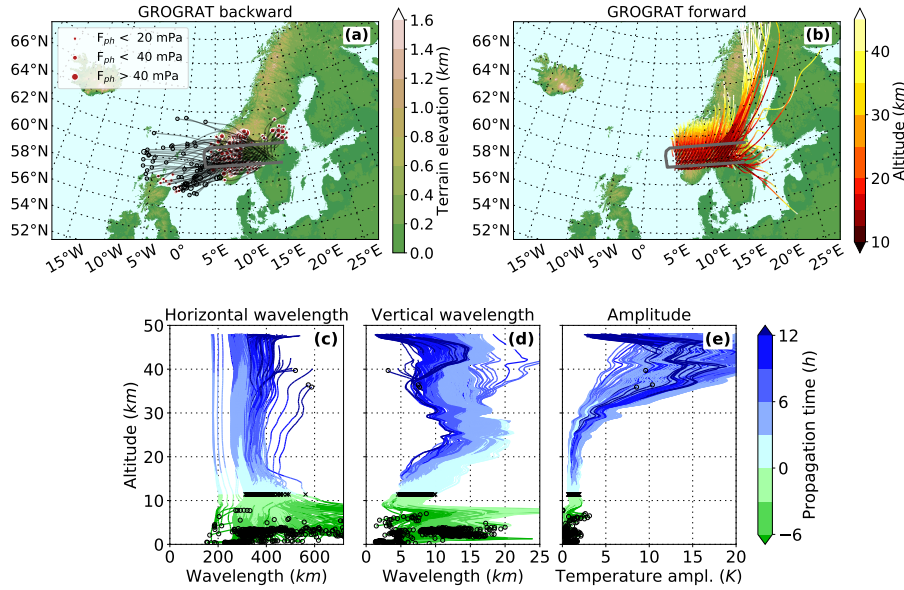 GROGRAT backward
GROGRAT forward
(a)
(b)
F_ph < 20 mPa
F_ph < 40 mPa
F_ph > 40 mPa
66°N
64°N
62°N
60°N
58°N
56°N
54°N
52°N
15°W
10°W
5°W
0°
5°E
10°E
15°E
20°E
25°E
1.6
1.4
1.2
1.0
0.8
0.6
0.4
0.2
0.0
Terrain elevation (km)
66°N
64°N
62°N
60°N
58°N
56°N
54°N
52°N
15°W
10°W
5°W
0°
5°E
10°E
15°E
20°E
25°E
40
30
20
10
Altitude (km)
Horizontal wavelength
Vertical wavelength
Amplitude
(c)
(d)
(e)
50
40
30
20
10
0
Altitude (km)
0
200
400
600
Wavelength (km)
0
5
10
15
20
25
Wavelength (km)
0
5
10
15
20
Temperature ampl. (K)
12
9
6
3
0
−6
Propagation time (h)